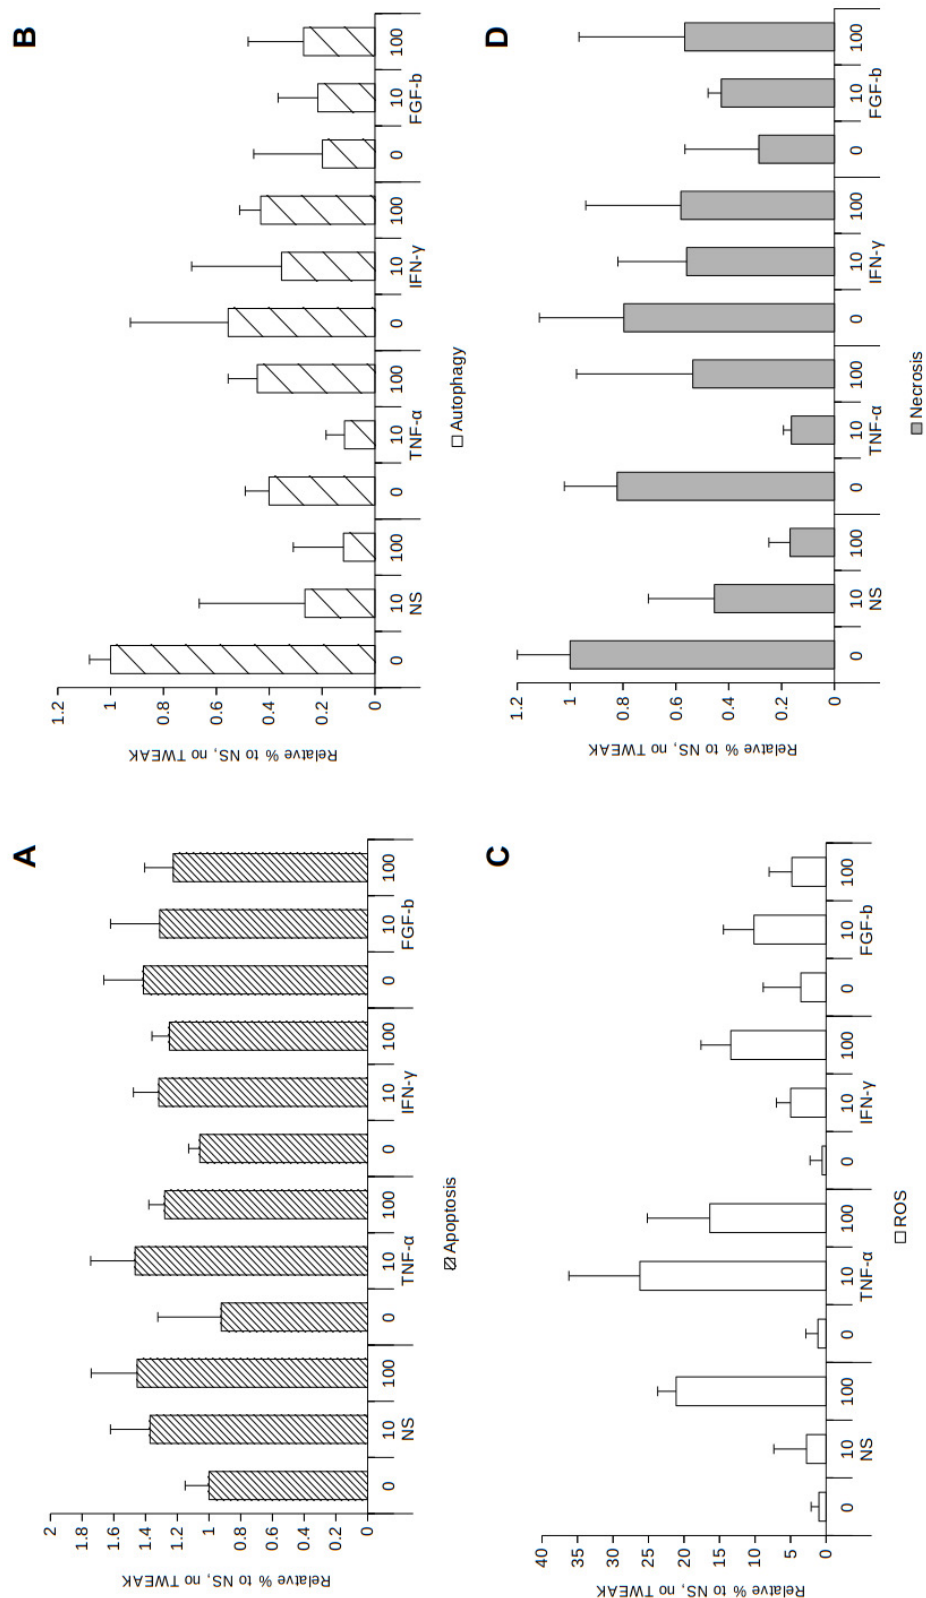 A
Relatve % to NS, no TWEAK
2
1.8
1.6
1.4
1.2
1
0.8
0.6
0.4
0.2
0
0 10 100 0 10 100 0 10 100 0 10 100
NS TNF-α IFN-γ FGF-b
Apoptosis
B
Relatve % to NS, no TWEAK
1.2
1
0.8
0.6
0.4
0.2
0
0 10 100 0 10 100 0 10 100 0 10 100
NS TNF-α IFN-γ FGF-b
Autophagy
C
Relatve % to NS, no TWEAK
40
35
30
25
20
15
10
5
0
0 10 100 0 10 100 0 10 100 0 10 100
NS TNF-α IFN-γ FGF-b
ROS
D
Relatve % to NS, no TWEAK
1.2
1
0.8
0.6
0.4
0.2
0
0 10 100 0 10 100 0 10 100 0 10 100
NS TNF-α IFN-γ FGF-b
Necrosis